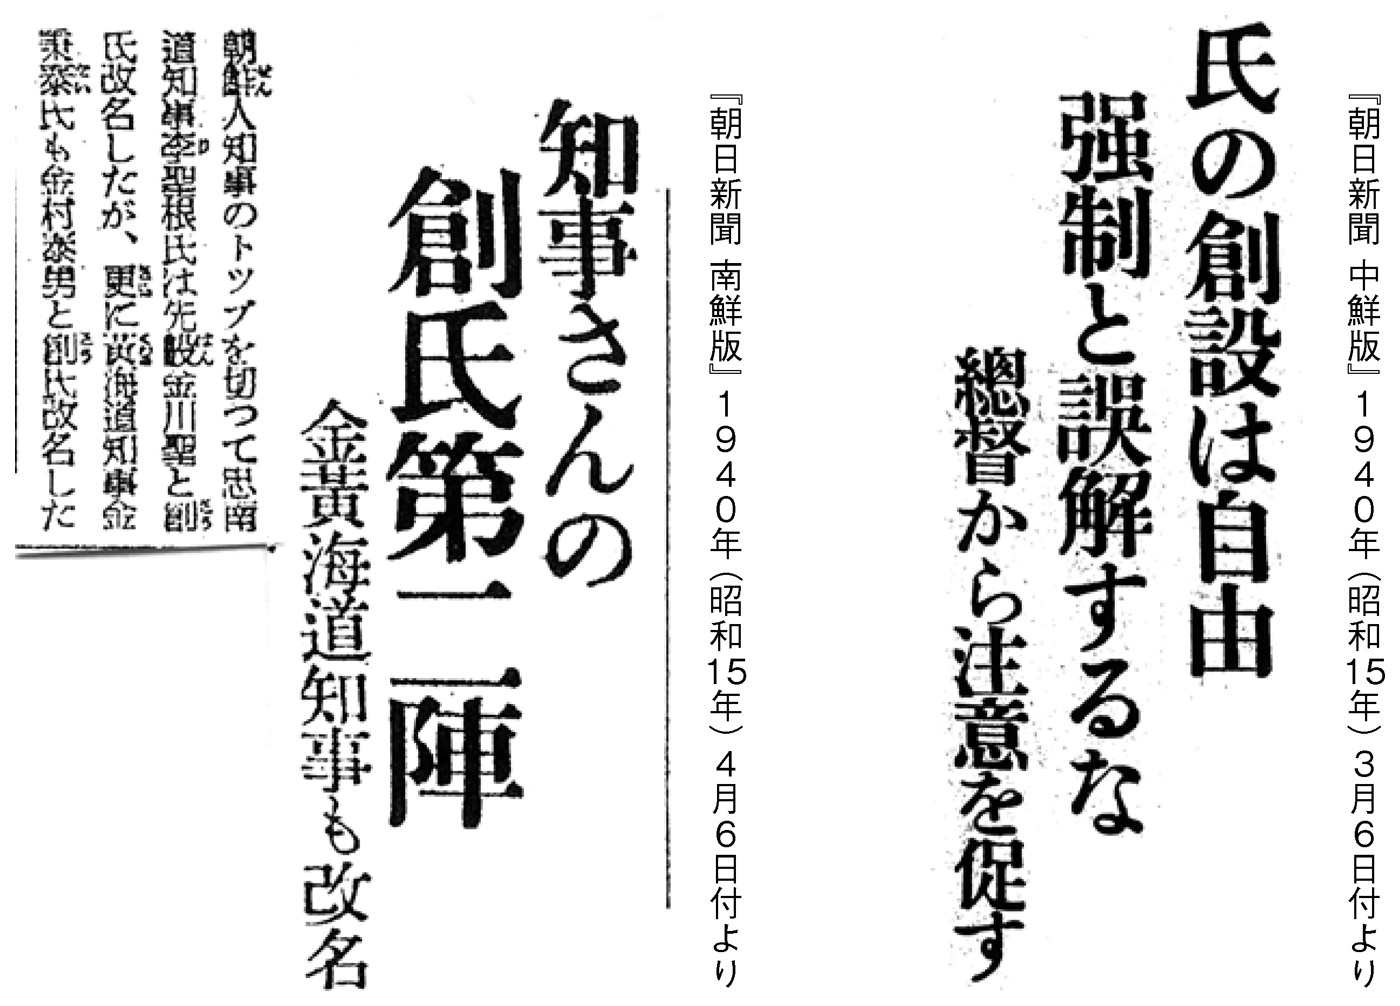 『朝日新聞 中鮮版』1940年(昭和15年)3月6日付より
氏の創設は自由
强制と誤解するな
總督から注意を促す
『朝日新聞 南鮮版』1940年(昭和15年)4月6日付より
知事さんの
創氏第二陣
金黃海道知事も改名
朝鮮人知事のトツプを切つて忠南
道知事李聖根氏は先般金川聖と創
氏改名したが、更に黃海道知事金
秉泰氏も金村泰男と創氏改名した